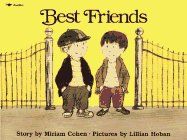 Best Friends
Story by Miriam Cohen · Pictures by Lillian Hoban